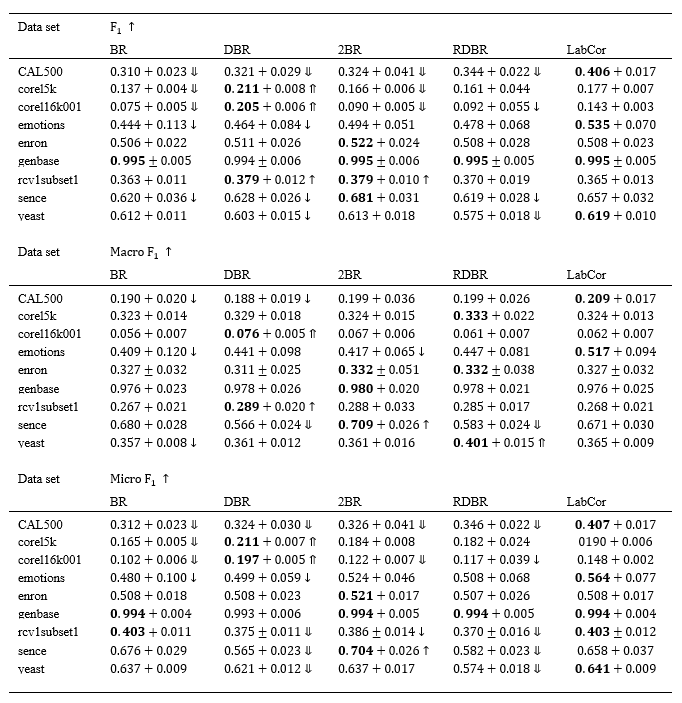 Data set F₁ ↑
BR DBR 2BR RDBR LabCor
CAL500 0.310 + 0.023 ⇓ 0.321 + 0.029 ⇓ 0.324 + 0.041 ⇓ 0.344 + 0.022 ⇓ 0.406 + 0.017
corel5k 0.137 + 0.004 ⇓ 0.211 + 0.008 ⇑ 0.166 + 0.006 ⇓ 0.161 + 0.044 0.177 + 0.007
corel16k001 0.075 + 0.005 ⇓ 0.205 + 0.006 ⇑ 0.090 + 0.005 ⇓ 0.092 + 0.055 ↓ 0.143 + 0.003
emotions 0.444 + 0.113 ↓ 0.464 + 0.084 ↓ 0.494 + 0.051 0.478 + 0.068 0.535 + 0.070
enron 0.506 + 0.022 0.511 + 0.026 0.522 + 0.024 0.508 + 0.028 0.508 + 0.023
genbase 0.995 ± 0.005 0.994 ± 0.006 0.995 ± 0.006 0.995 ± 0.005 0.995 ± 0.005
rcv1subset1 0.363 + 0.011 0.379 + 0.012 ↑ 0.379 + 0.010 ↑ 0.370 + 0.019 0.365 + 0.013
sence 0.620 + 0.036 ↓ 0.628 + 0.026 ↓ 0.681 + 0.031 0.619 + 0.028 ↓ 0.657 + 0.032
yeast 0.612 + 0.011 0.603 + 0.015 ↓ 0.613 + 0.018 0.575 + 0.018 ⇓ 0.619 + 0.010
Data set Macro F₁ ↑
BR DBR 2BR RDBR LabCor
CAL500 0.190 + 0.020 ↓ 0.188 + 0.019 ↓ 0.199 + 0.036 0.199 + 0.026 0.209 + 0.017
corel5k 0.323 + 0.014 0.329 + 0.018 0.324 + 0.015 0.333 + 0.022 0.324 + 0.013
corel16k001 0.056 + 0.007 0.076 + 0.005 ⇑ 0.067 + 0.006 0.061 + 0.007 0.062 + 0.007
emotions 0.409 + 0.120 ↓ 0.441 + 0.098 0.417 + 0.065 ↓ 0.447 + 0.081 0.517 + 0.094
enron 0.327 ± 0.032 0.311 ± 0.025 0.332 ± 0.051 0.332 ± 0.038 0.327 ± 0.032
genbase 0.976 + 0.023 0.978 + 0.026 0.980 + 0.020 0.978 + 0.021 0.976 + 0.025
rcv1subset1 0.267 + 0.021 0.289 + 0.020 ↑ 0.288 + 0.033 0.285 + 0.017 0.268 + 0.021
sence 0.680 + 0.028 0.566 + 0.024 ⇓ 0.709 + 0.026 ↑ 0.583 + 0.024 ⇓ 0.671 + 0.030
yeast 0.357 + 0.008 ↓ 0.361 + 0.012 0.361 + 0.016 0.401 + 0.015 ⇑ 0.365 + 0.009
Data set Micro F₁ ↑
BR DBR 2BR RDBR LabCor
CAL500 0.312 + 0.023 ⇓ 0.324 + 0.030 ⇓ 0.326 + 0.041 ⇓ 0.346 + 0.022 ⇓ 0.407 + 0.017
corel5k 0.165 + 0.005 ⇓ 0.211 + 0.007 ⇑ 0.184 + 0.008 0.182 + 0.024 0190 + 0.006
corel16k001 0.102 + 0.006 ⇓ 0.197 + 0.005 ⇑ 0.122 + 0.007 ⇓ 0.117 + 0.039 ↓ 0.148 + 0.002
emotions 0.480 + 0.100 ↓ 0.499 + 0.059 ↓ 0.524 + 0.046 0.508 + 0.068 0.564 + 0.077
enron 0.508 + 0.018 0.508 + 0.023 0.521 + 0.017 0.507 + 0.026 0.508 + 0.017
genbase 0.994 + 0.004 0.993 + 0.006 0.994 + 0.005 0.994 + 0.005 0.994 + 0.004
rcv1subset1 0.403 + 0.011 0.375 ± 0.011 ⇓ 0.386 ± 0.014 ↓ 0.370 ± 0.016 ⇓ 0.403 ± 0.012
sence 0.676 + 0.029 0.565 + 0.023 ⇓ 0.704 + 0.026 ↑ 0.582 + 0.023 ⇓ 0.658 + 0.037
yeast 0.637 + 0.009 0.621 + 0.012 ⇓ 0.637 + 0.017 0.574 + 0.018 ⇓ 0.641 + 0.009